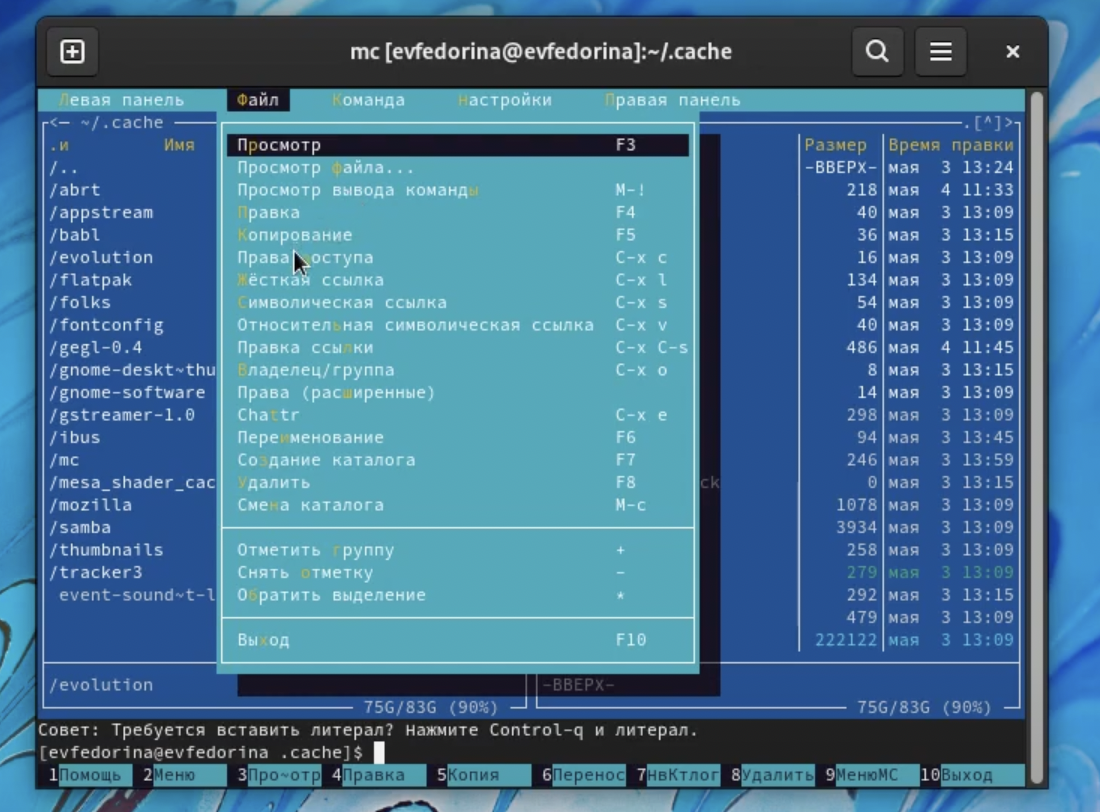 mc [evfedorina@evfedorina]:~/.cache
Левая панель Файл Команда Настройки Правая панель
<— ~/.cache .[^]>
.и Имя Размер Время правки
/.. -ВВЕРХ- мая 3 13:24
/abrt 218 мая 4 11:33
/appstream 40 мая 3 13:09
/babl 36 мая 3 13:15
/evolution 16 мая 3 13:09
/flatpak 134 мая 3 13:09
/folks 54 мая 3 13:09
/fontconfig 40 мая 3 13:09
/gegl-0.4 486 мая 4 11:45
/gnome-deskt~thu 8 мая 3 13:15
/gnome-software 14 мая 3 13:09
/gstreamer-1.0 298 мая 3 13:09
/ibus 94 мая 3 13:45
/mc 246 мая 3 13:59
/mesa_shader_cac ck 0 мая 3 13:15
/mozilla 1078 мая 3 13:09
/samba 3934 мая 3 13:09
/thumbnails 258 мая 3 13:09
/tracker3 279 мая 3 13:09
event-sound~t-l 292 мая 3 13:15
479 мая 3 13:09
222122 мая 3 13:09
Просмотр F3
Просмотр файла...
Просмотр вывода команды M-!
Правка F4
Копирование F5
Права оступа C-x c
Жёсткая ссылка C-x l
Символическая ссылка C-x s
Относительная символическая ссылка C-x v
Правка ссылки C-x C-s
Владелец/группа C-x o
Права (расширенные)
Chattr C-x e
Переименование F6
Создание каталога F7
Удалить F8
Смена каталога M-c
Отметить группу +
Снять отметку -
Обратить выделение *
Выход F10
/evolution -ВВЕРХ-
75G/83G (90%) 75G/83G (90%)
Совет: Требуется вставить литерал? Нажмите Control-q и литерал.
[evfedorina@evfedorina .cache]$
1Помощь 2Меню 3Про~отр 4Правка 5Копия 6Перенос 7НвКтлог 8Удалить 9МенюMC 10Выход